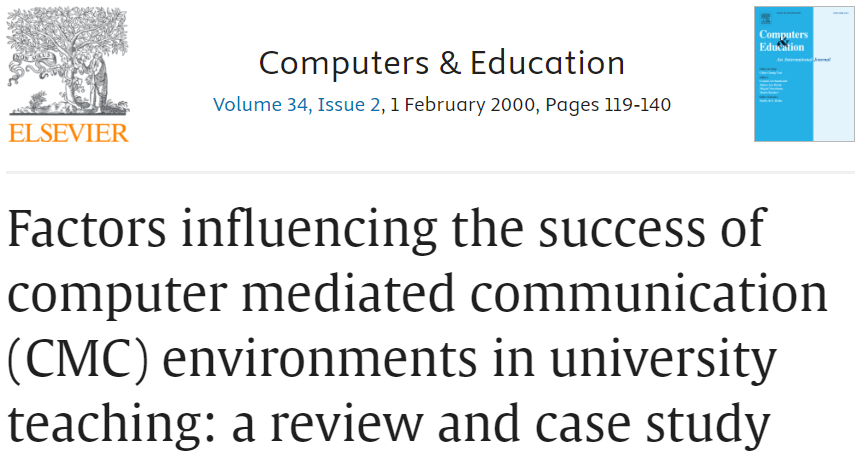 Computers & Education
Volume 34, Issue 2, 1 February 2000, Pages 119-140
ELSEVIER
Computers
&
Education
An International Journal
Factors influencing the success of
computer mediated communication
(CMC) environments in university
teaching: a review and case study